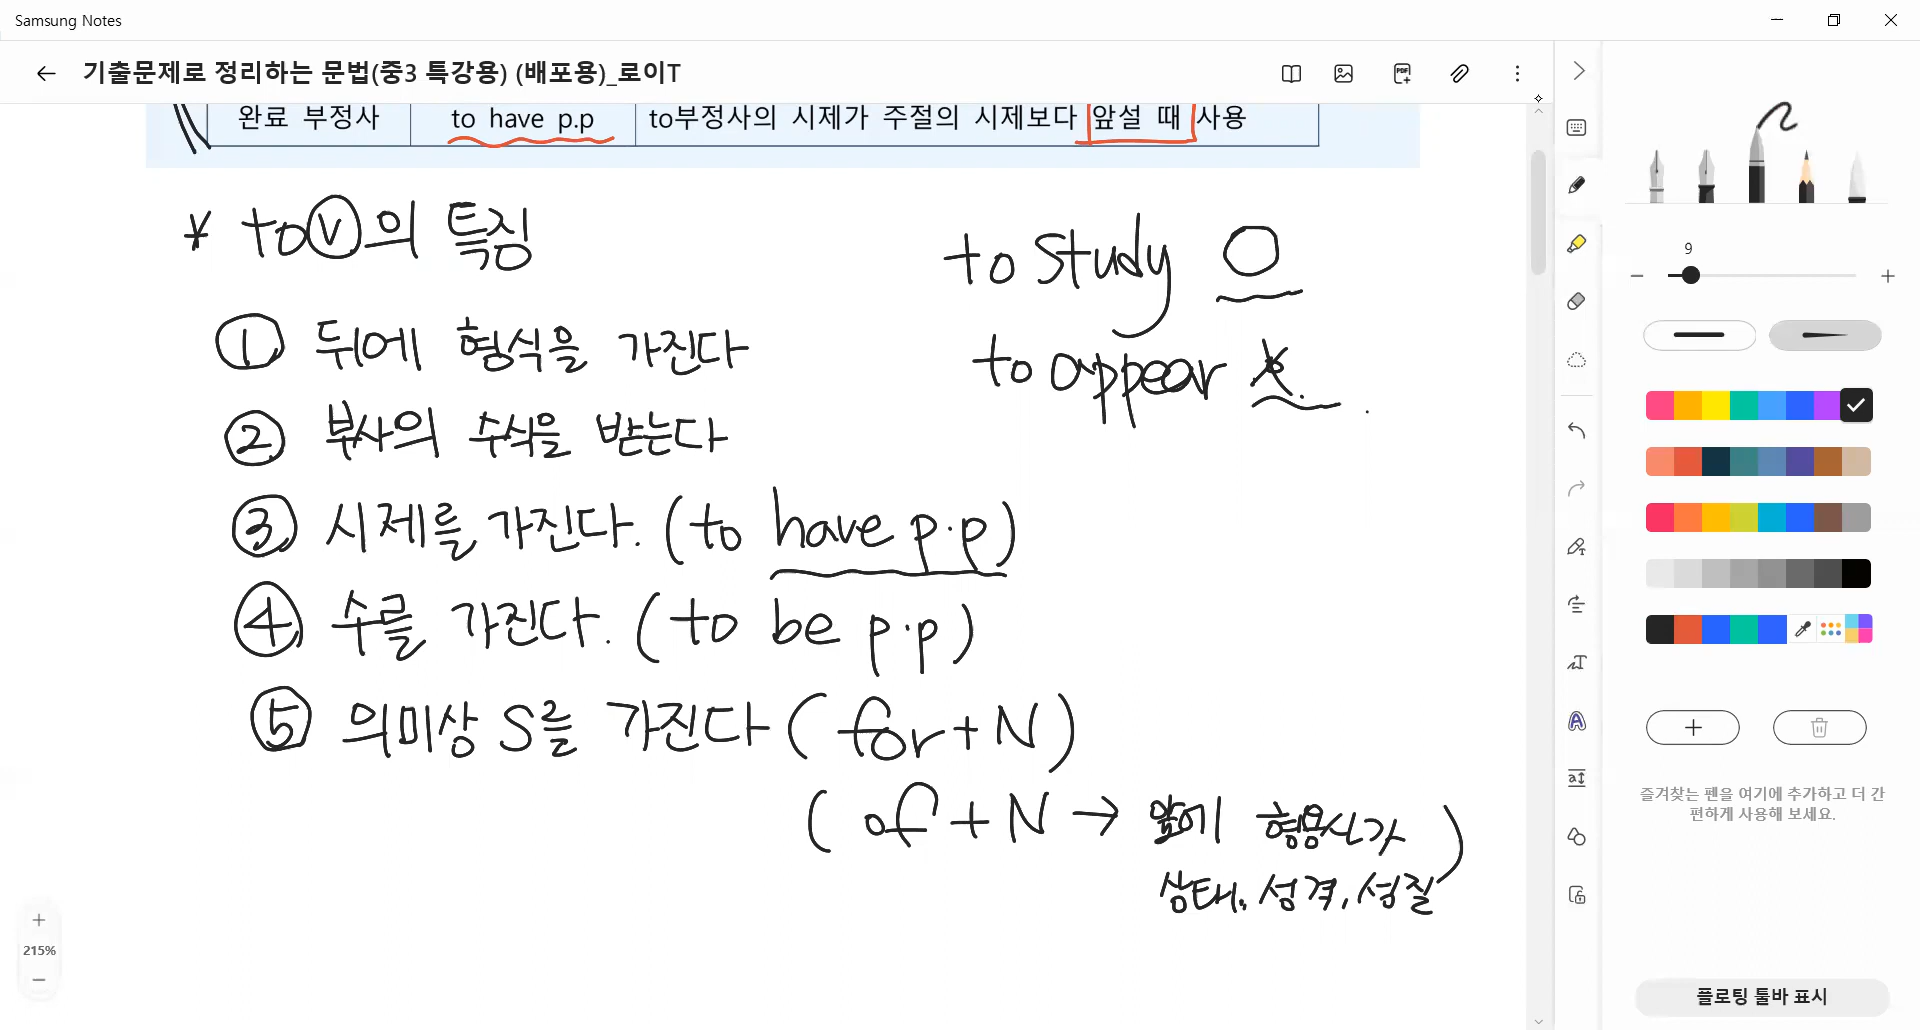 Samsung Notes
기출문제로 정리하는 문법(중3 특강용) (배포용)_로이T
완료 부정사 to have p.p to부정사의 시제가 주절의 시제보다 앞설 때 사용
* to V의 특징
to study O
① 뒤에 형식을 가진다
to appear
② 부사의 수식을 받는다
③ 시제를 가진다. (to have p.p)
④ 수를 가진다. (to be p.p)
⑤ 의미상 S를 가진다 (for+N)
(of+N → 앞에 형용사가
상태, 성격, 성질)
9
즐겨찾는 펜을 여기에 추가하고 더 간
편하게 사용해 보세요.
215%
플로팅 툴바 표시